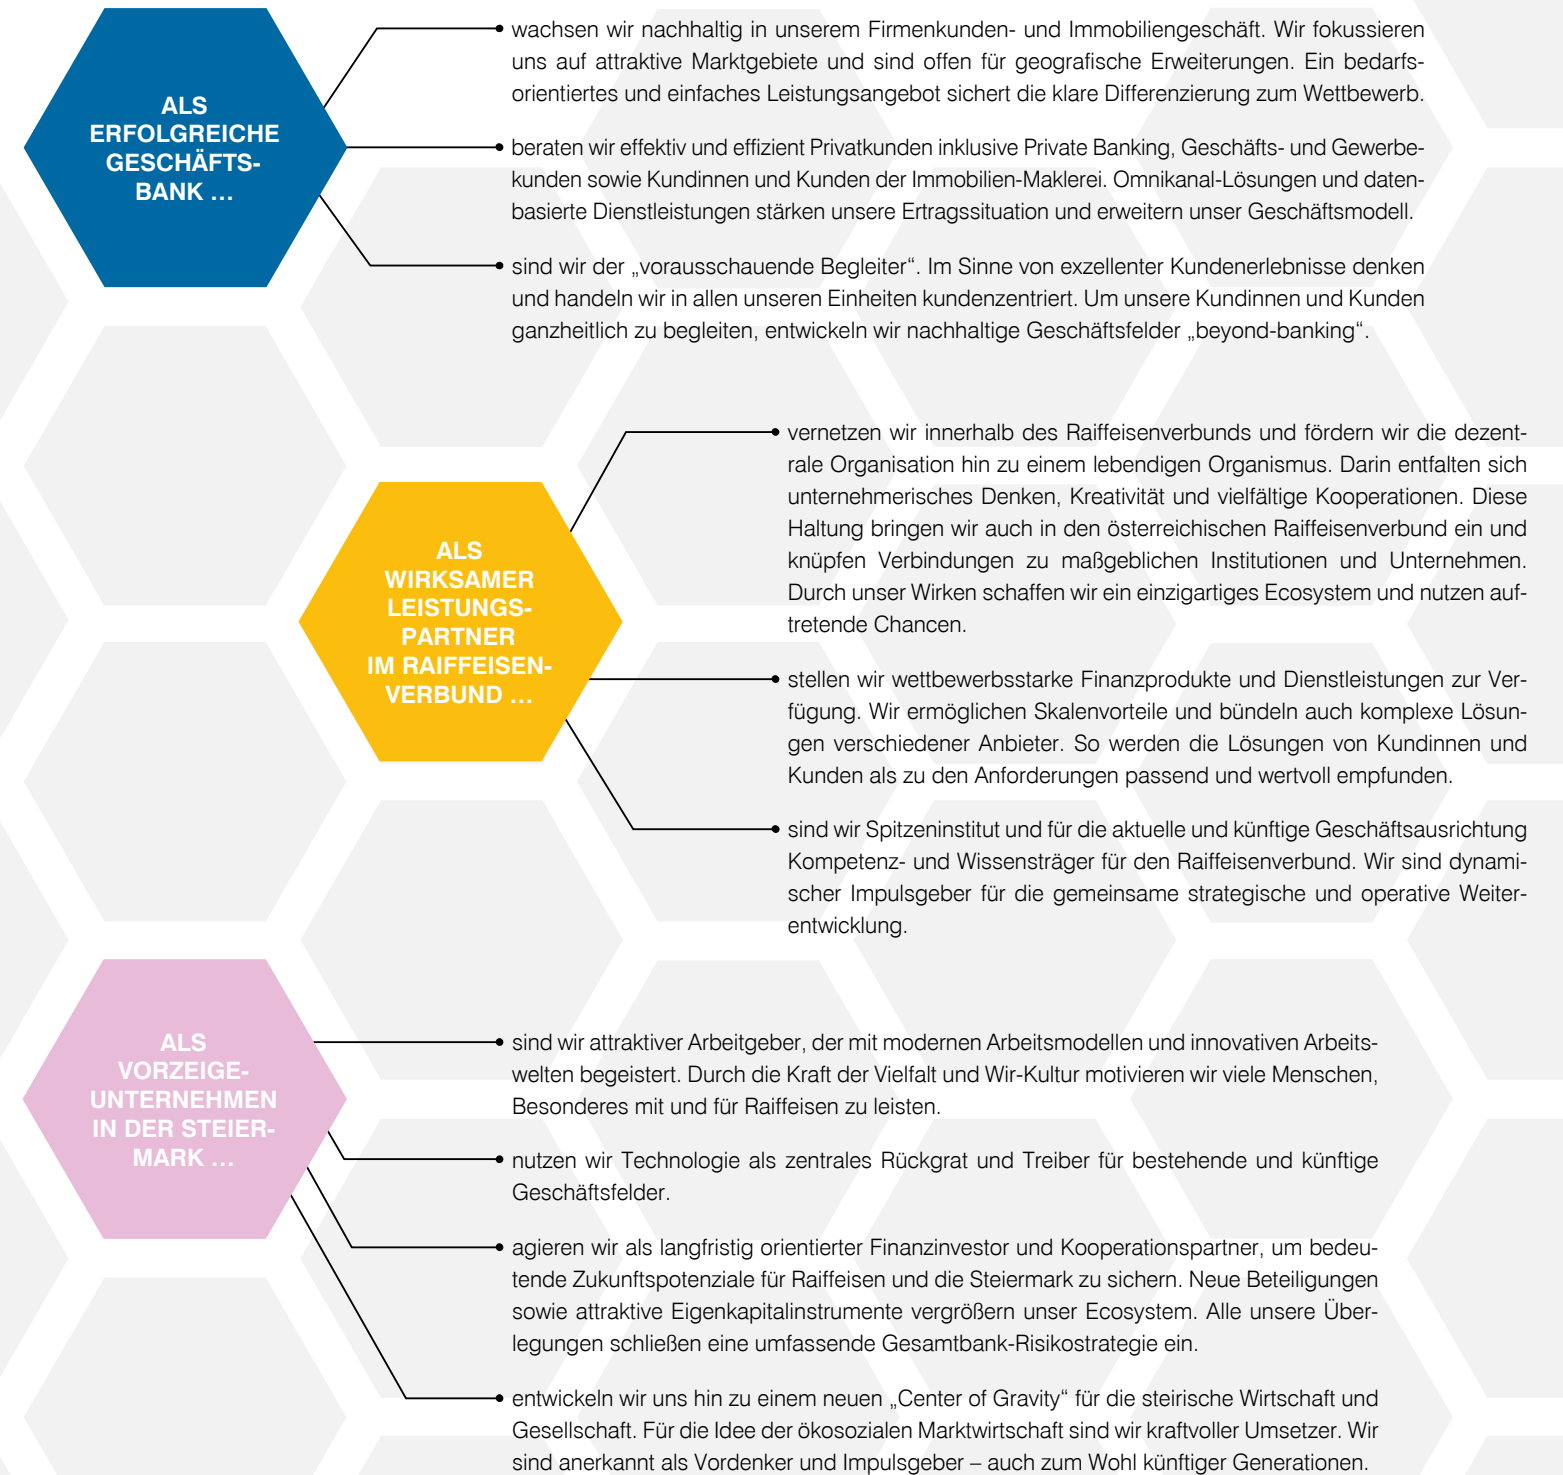 ALS
ERFOLGREICHE
GESCHÄFTS-
BANK …
wachsen wir nachhaltig in unserem Firmenkunden- und Immobiliengeschäft. Wir fokussieren
uns auf attraktive Marktgebiete und sind offen für geografische Erweiterungen. Ein bedarfs-
orientiertes und einfaches Leistungsangebot sichert die klare Differenzierung zum Wettbewerb.
beraten wir effektiv und effizient Privatkunden inklusive Private Banking, Geschäfts- und Gewerbe-
kunden sowie Kundinnen und Kunden der Immobilien-Maklerei. Omnikanal-Lösungen und daten-
basierte Dienstleistungen stärken unsere Ertragssituation und erweitern unser Geschäftsmodell.
sind wir der „vorausschauende Begleiter“. Im Sinne von exzellenter Kundenerlebnisse denken
und handeln wir in allen unseren Einheiten kundenzentriert. Um unsere Kundinnen und Kunden
ganzheitlich zu begleiten, entwickeln wir nachhaltige Geschäftsfelder „beyond-banking“.
ALS
WIRKSAMER
LEISTUNGS-
PARTNER
IM RAIFFEISEN-
VERBUND …
vernetzen wir innerhalb des Raiffeisenverbunds und fördern wir die dezent-
rale Organisation hin zu einem lebendigen Organismus. Darin entfalten sich
unternehmerisches Denken, Kreativität und vielfältige Kooperationen. Diese
Haltung bringen wir auch in den österreichischen Raiffeisenverbund ein und
knüpfen Verbindungen zu maßgeblichen Institutionen und Unternehmen.
Durch unser Wirken schaffen wir ein einzigartiges Ecosystem und nutzen auf-
tretende Chancen.
stellen wir wettbewerbsstarke Finanzprodukte und Dienstleistungen zur Ver-
fügung. Wir ermöglichen Skalenvorteile und bündeln auch komplexe Lösun-
gen verschiedener Anbieter. So werden die Lösungen von Kundinnen und
Kunden als zu den Anforderungen passend und wertvoll empfunden.
sind wir Spitzeninstitut und für die aktuelle und künftige Geschäftsausrichtung
Kompetenz- und Wissensträger für den Raiffeisenverbund. Wir sind dynami-
scher Impulsgeber für die gemeinsame strategische und operative Weiter-
entwicklung.
ALS
VORZEIGE-
UNTERNEHMEN
IN DER STEIER-
MARK …
sind wir attraktiver Arbeitgeber, der mit modernen Arbeitsmodellen und innovativen Arbeits-
welten begeistert. Durch die Kraft der Vielfalt und Wir-Kultur motivieren wir viele Menschen,
Besonderes mit und für Raiffeisen zu leisten.
nutzen wir Technologie als zentrales Rückgrat und Treiber für bestehende und künftige
Geschäftsfelder.
agieren wir als langfristig orientierter Finanzinvestor und Kooperationspartner, um bedeu-
tende Zukunftspotenziale für Raiffeisen und die Steiermark zu sichern. Neue Beteiligungen
sowie attraktive Eigenkapitalinstrumente vergrößern unser Ecosystem. Alle unsere Über-
legungen schließen eine umfassende Gesamtbank-Risikostrategie ein.
entwickeln wir uns hin zu einem neuen „Center of Gravity“ für die steirische Wirtschaft und
Gesellschaft. Für die Idee der ökosozialen Marktwirtschaft sind wir kraftvoller Umsetzer. Wir
sind anerkannt als Vordenker und Impulsgeber – auch zum Wohl künftiger Generationen.